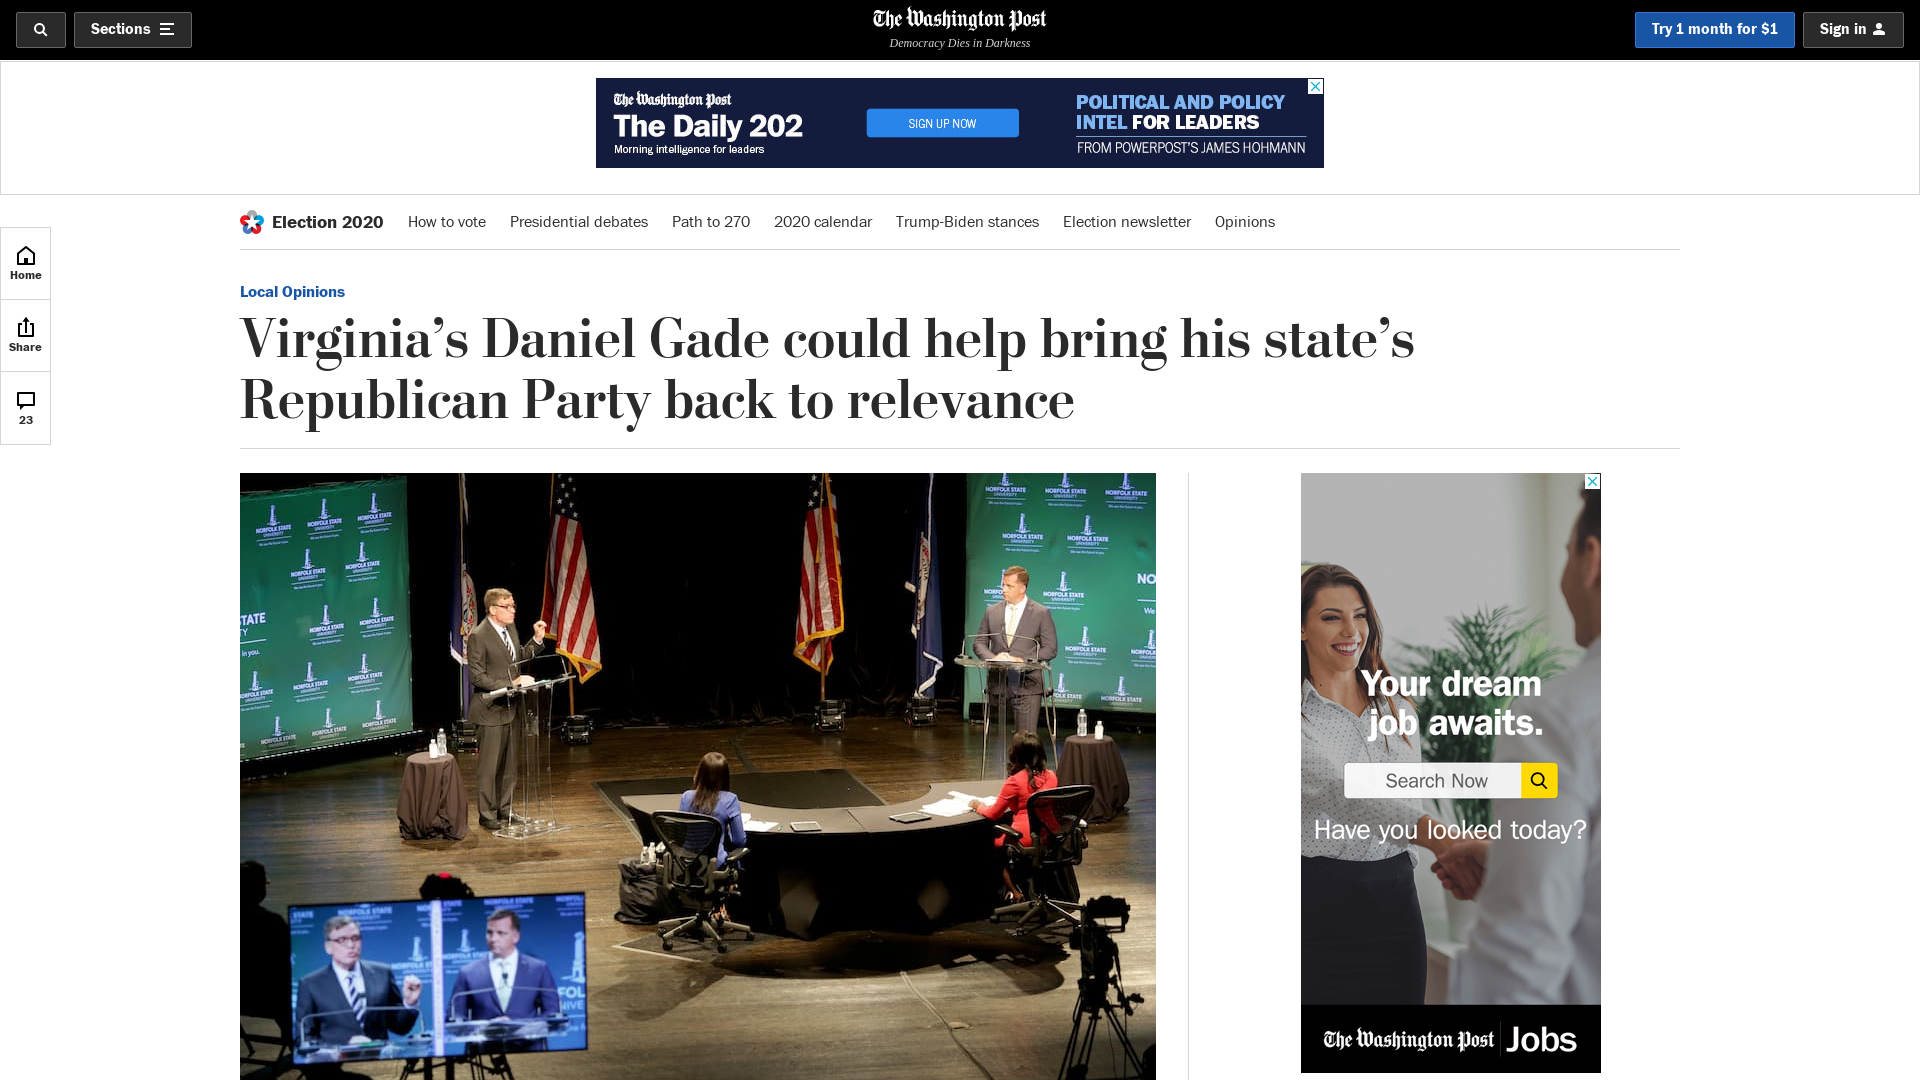 Sections
The Washington Post
Democracy Dies in Darkness
Try 1 month for $1
Sign in
The Washington Post
The Daily 202
Morning intelligence for leaders
SIGN UP NOW
POLITICAL AND POLICY
INTEL FOR LEADERS
FROM POWERPOST'S JAMES HOHMANN
Election 2020
How to vote
Presidential debates
Path to 270
2020 calendar
Trump-Biden stances
Election newsletter
Opinions
Home
Share
23
Local Opinions
Virginia’s Daniel Gade could help bring his state’s
Republican Party back to relevance
NORFOLK STATE
UNIVERSITY
Your dream
job awaits.
Search Now
Have you looked today?
The Washington Post
Jobs